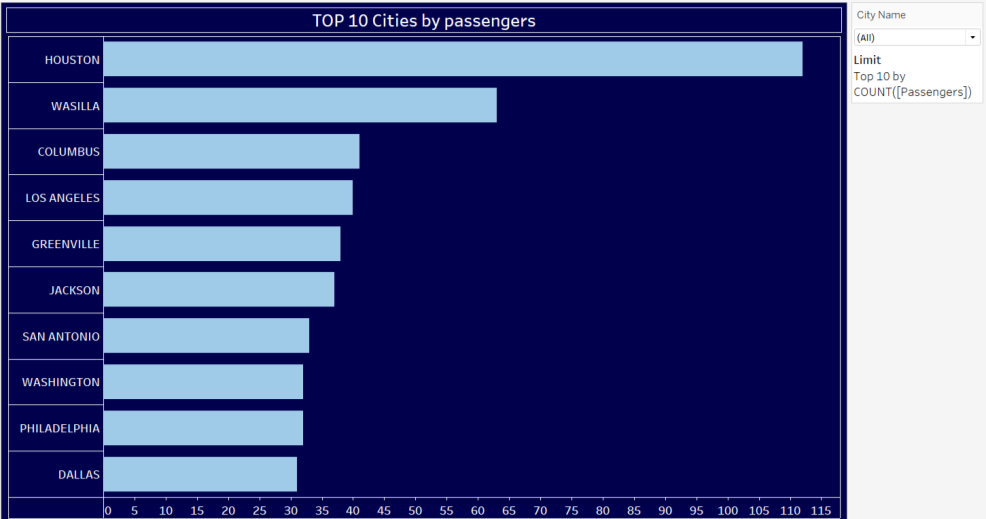 TOP 10 Cities by passengers
HOUSTON
WASILLA
COLUMBUS
LOS ANGELES
GREENVILLE
JACKSON
SAN ANTONIO
WASHINGTON
PHILADELPHIA
DALLAS
0 5 10 15 20 25 30 35 40 45 50 55 60 65 70 75 80 85 90 95 100 105 110 115
City Name
(All)
Limit
Top 10 by
COUNT([Passengers])